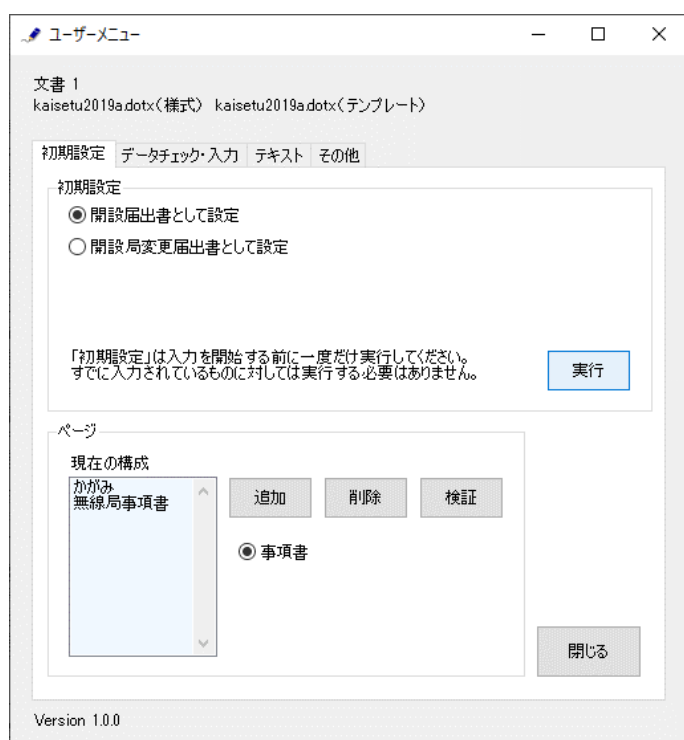 ユーザーメニュー
文書 1
kaisetu2019a.dotx(様式) kaisetu2019a.dotx(テンプレート)
初期設定 データチェック・入力 テキスト その他
初期設定
開設届出書として設定
開設局変更届出書として設定
「初期設定」は入力を開始する前に一度だけ実行してください。
すでに入力されているものに対しては実行する必要はありません。
実行
ページ
現在の構成
かがみ
無線局事項書
追加 削除 検証
事項書
閉じる
Version 1.0.0